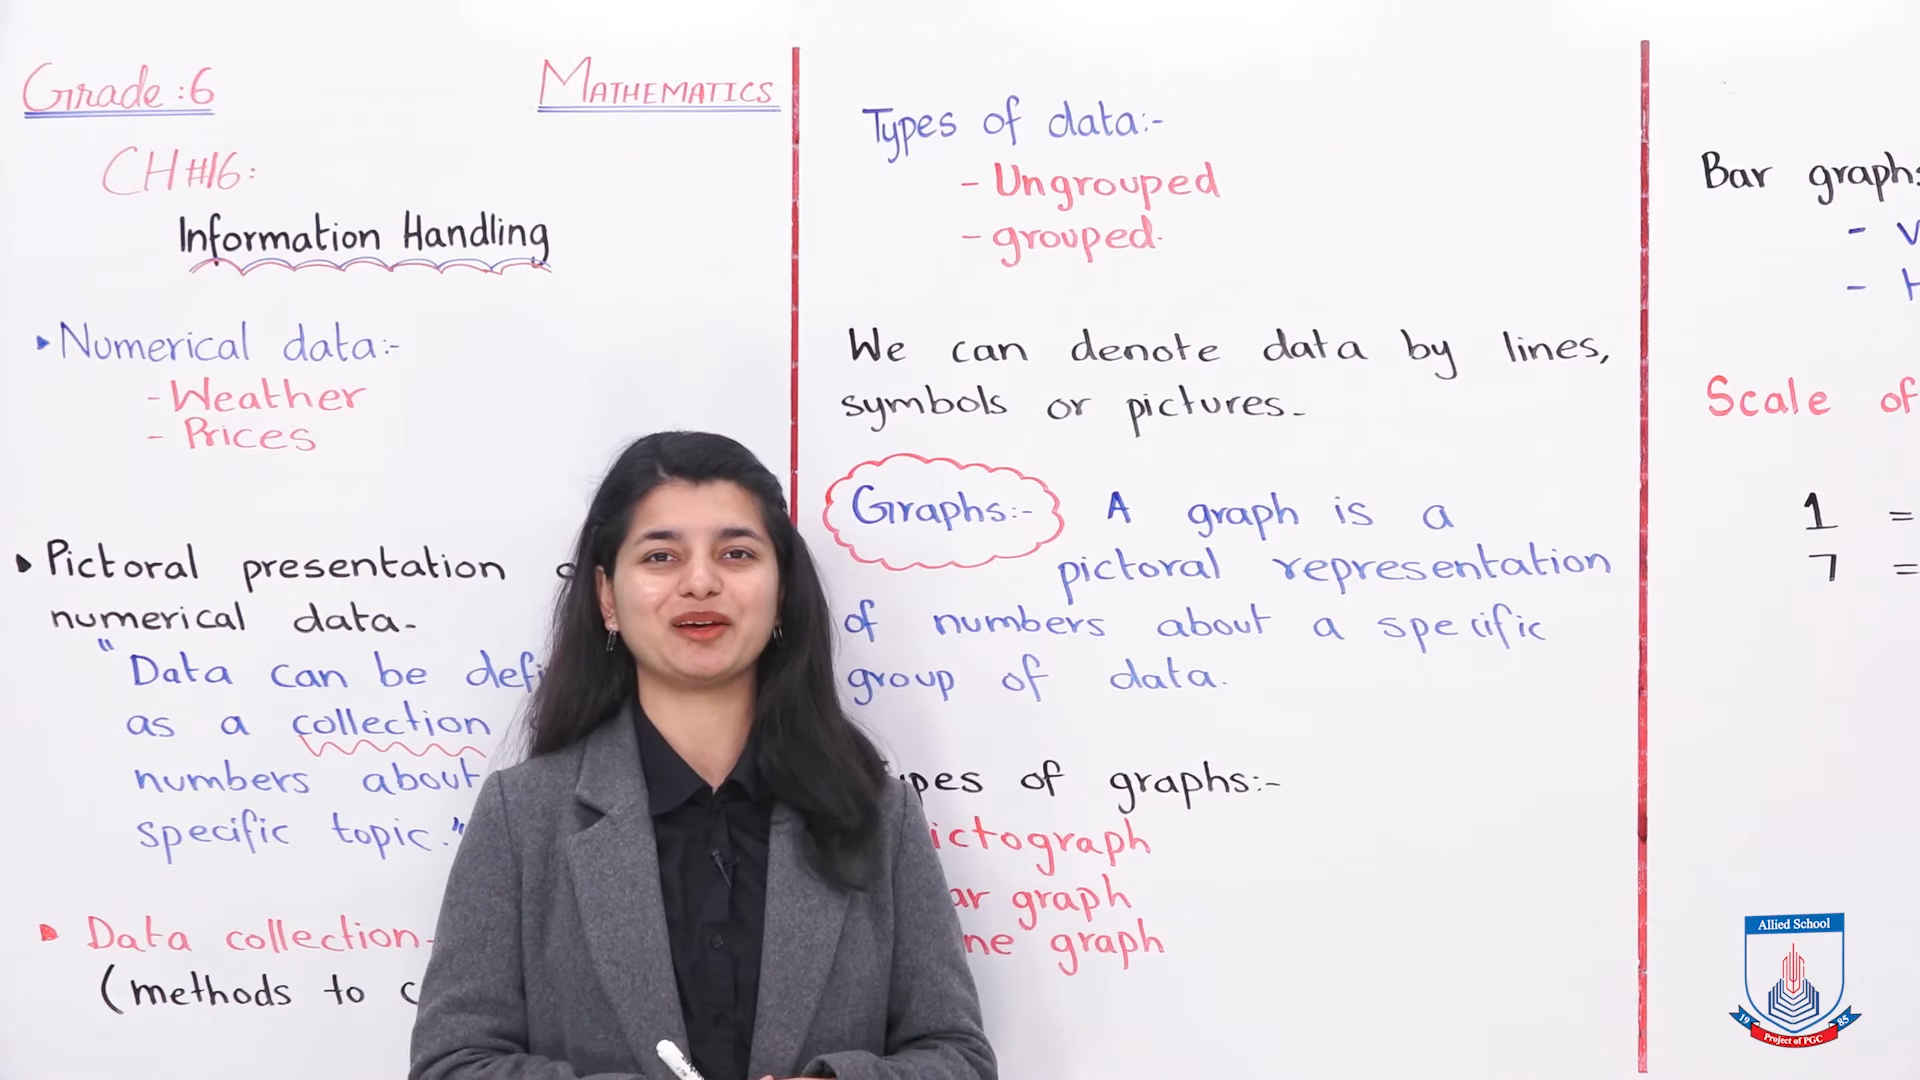 Grade:6
MATHEMATICS
CH#16:
Information Handling
Numerical data:-
- Weather
- Prices
Pictoral presentation
numerical data-
"Data can be
as a collection
numbers about
specific topic."
Data collection-
(methods to
Types of data:-
- Ungrouped
- grouped.
We can denote data by lines,
symbols or pictures-
Graphs:- A graph is a
pictoral representation
of numbers about a specific
group of data.
of graphs:-
graph
graph
Bar graph:
-
-
Scale of
1 =
7 =
Allied School
1985
Project of PGC